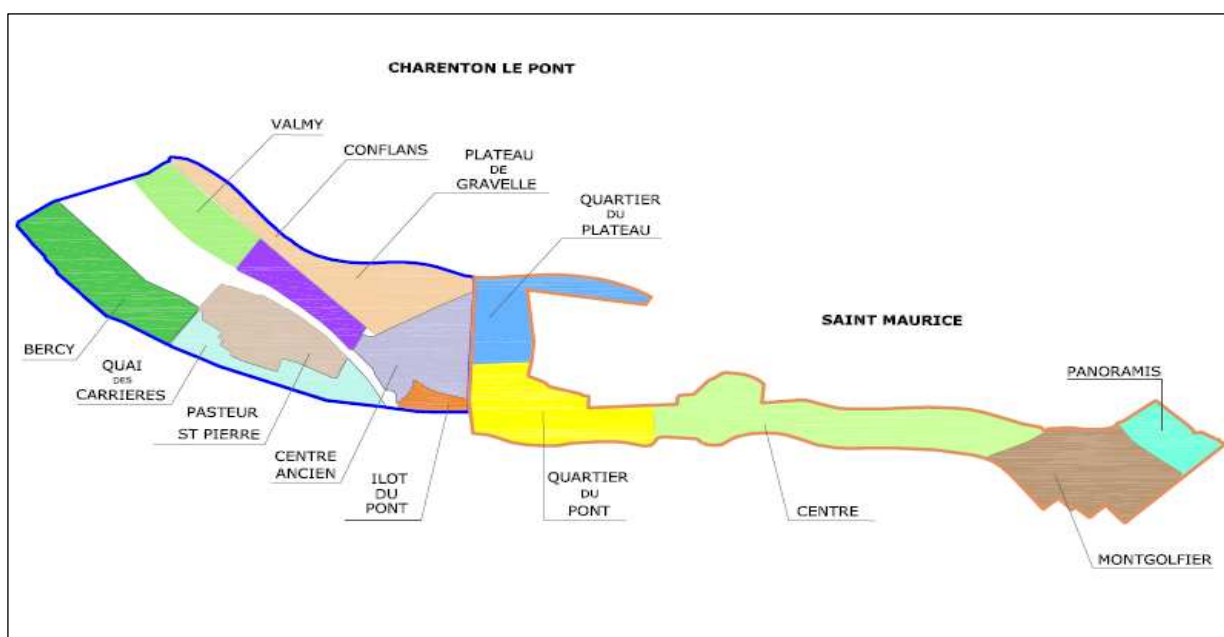 CHARENTON LE PONT
VALMY
CONFLANS
PLATEAU
DE
GRAVELLE
QUARTIER
DU
PLATEAU
SAINT MAURICE
BERCY
QUAI
DES
CARRIERES
PASTEUR
ST PIERRE
CENTRE
ANCIEN
ILOT
DU
PONT
QUARTIER
DU
PONT
CENTRE
PANORAMIS
MONTGOLFIER